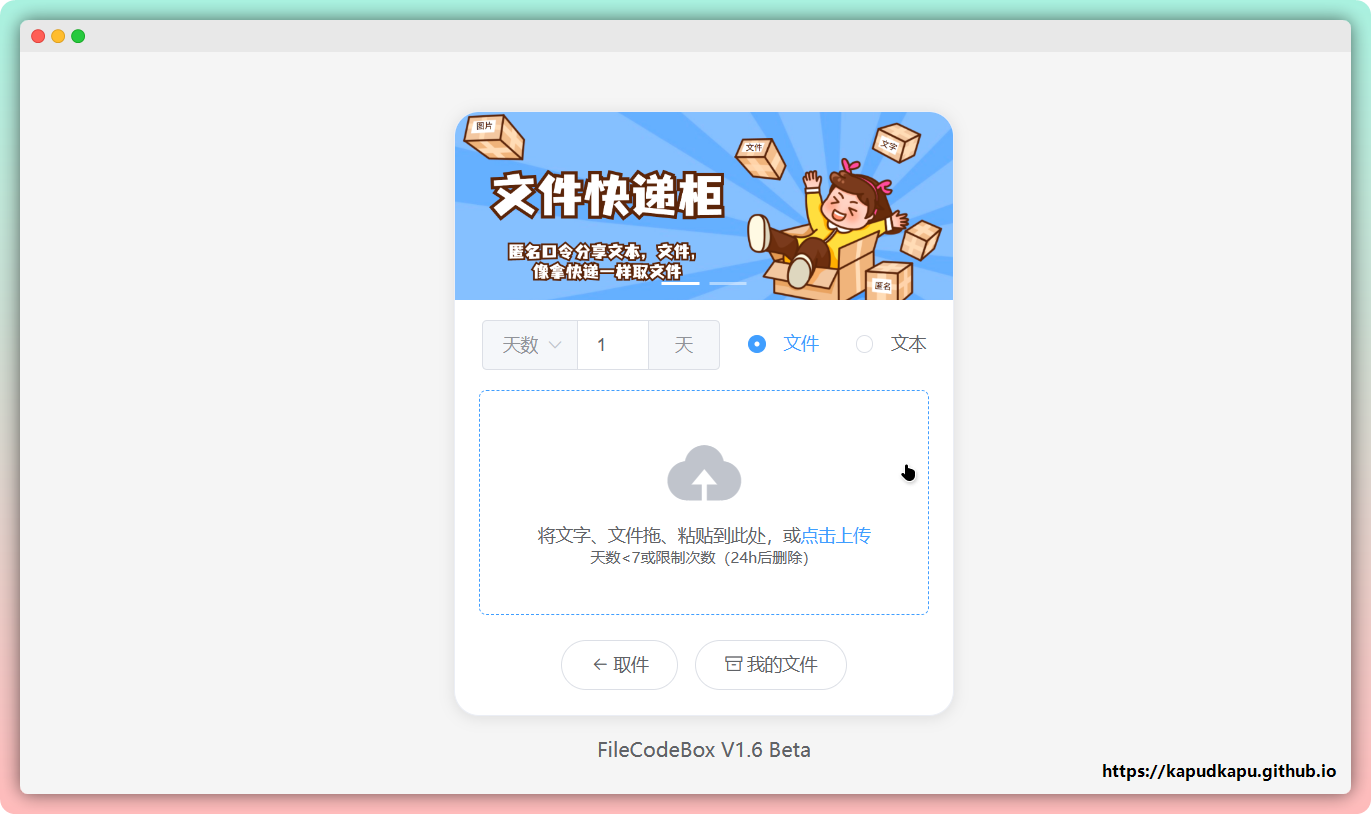 图片
文件
文字
文件快递柜
匿名口令分享文本，文件，
像拿快递一样取文件
匿名
天数 1 天 文件 文本
将文字、文件拖、粘贴到此处，或点击上传
天数<7或限制次数（24h后删除）
取件 我的文件
FileCodeBox V1.6 Beta
https://kapudkapu.github.io